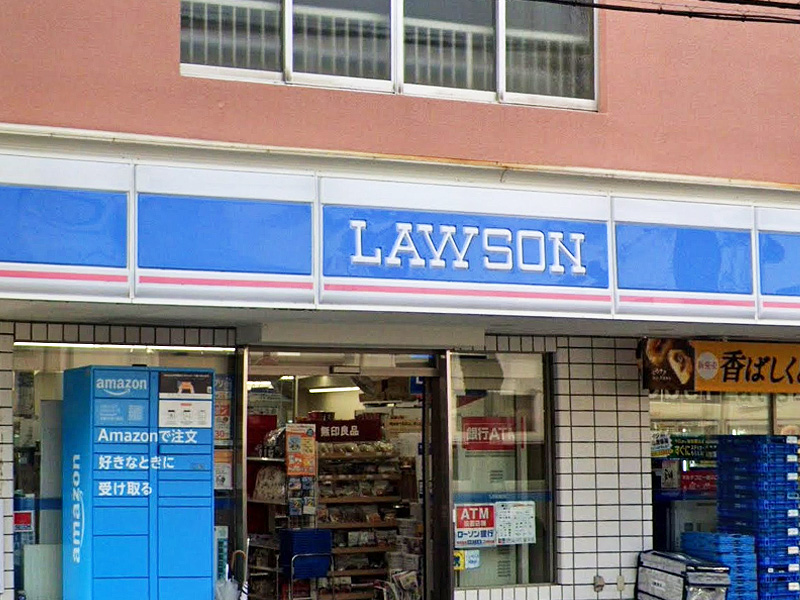 LAWSON
amazon
Amazonで注文
好きなときに
受け取る
amazon
無印良品
銀行ATM
ATM
ローソン銀行
香ばしく